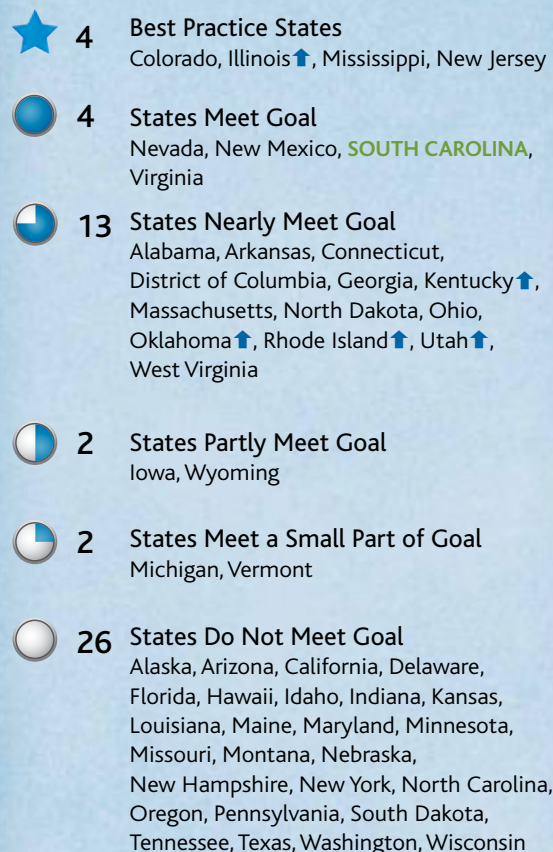 4 Best Practice States
Colorado, Illinois⬆, Mississippi, New Jersey
4 States Meet Goal
Nevada, New Mexico, SOUTH CAROLINA,
Virginia
13 States Nearly Meet Goal
Alabama, Arkansas, Connecticut,
District of Columbia, Georgia, Kentucky⬆,
Massachusetts, North Dakota, Ohio,
Oklahoma⬆, Rhode Island⬆, Utah⬆,
West Virginia
2 States Partly Meet Goal
Iowa, Wyoming
2 States Meet a Small Part of Goal
Michigan, Vermont
26 States Do Not Meet Goal
Alaska, Arizona, California, Delaware,
Florida, Hawaii, Idaho, Indiana, Kansas,
Louisiana, Maine, Maryland, Minnesota,
Missouri, Montana, Nebraska,
New Hampshire, New York, North Carolina,
Oregon, Pennsylvania, South Dakota,
Tennessee, Texas, Washington, Wisconsin